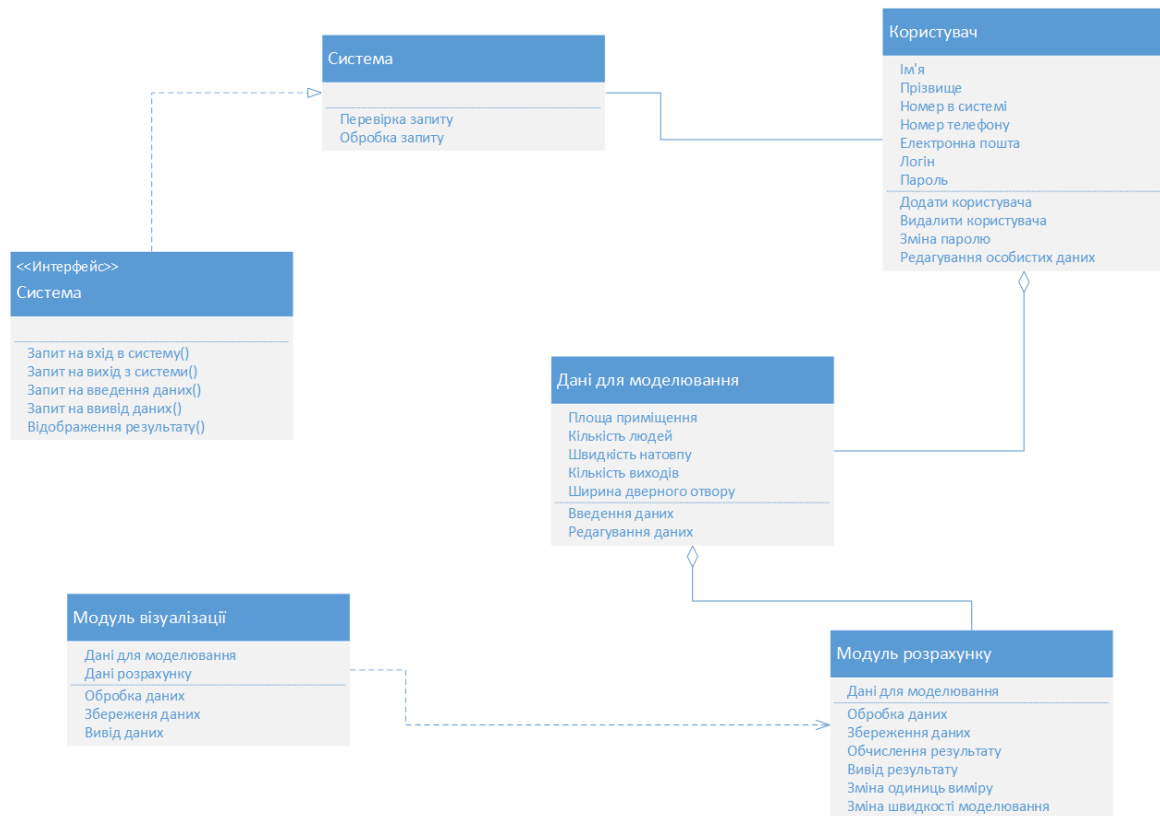 Система
Перевірка запиту
Обробка запиту
Користувач
Ім'я
Прізвище
Номер в системі
Номер телефону
Електронна пошта
Логін
Пароль
Додати користувача
Видалити користувача
Зміна паролю
Редагування особистих даних
<<Интерфейс>>
Система
Запит на вхід в систему()
Запит на вихід з системи()
Запит на введення даних()
Запит на ввивід даних()
Відображення результату()
Дані для моделювання
Площа приміщення
Кількість людей
Швидкість натовпу
Кількість виходів
Ширина дверного отвору
Введення даних
Редагування даних
Модуль візуалізації
Дані для моделювання
Дані розрахунку
Обробка даних
Збереженя даних
Вивід даних
Модуль розрахунку
Дані для моделювання
Обробка даних
Збереження даних
Обчислення результату
Вивід результату
Зміна одиниць виміру
Зміна швидкості моделювання